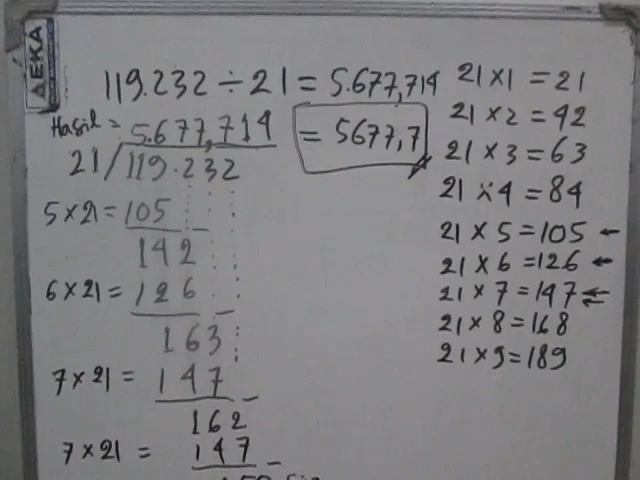 DEKA
119.232 ÷ 21 = 5.677,714
Hasil = 5.677,714 = 5677,7
21 / 119.232
5 x 21 = 105 -
142
6 x 21 = 126 -
163
7 x 21 = 147 -
162
7 x 21 = 147 -
21 x 1 = 21
21 x 2 = 42
21 x 3 = 63
21 x 4 = 84
21 x 5 = 105 ←
21 x 6 = 126 ←
21 x 7 = 147 ⇇
21 x 8 = 168
21 x 9 = 189